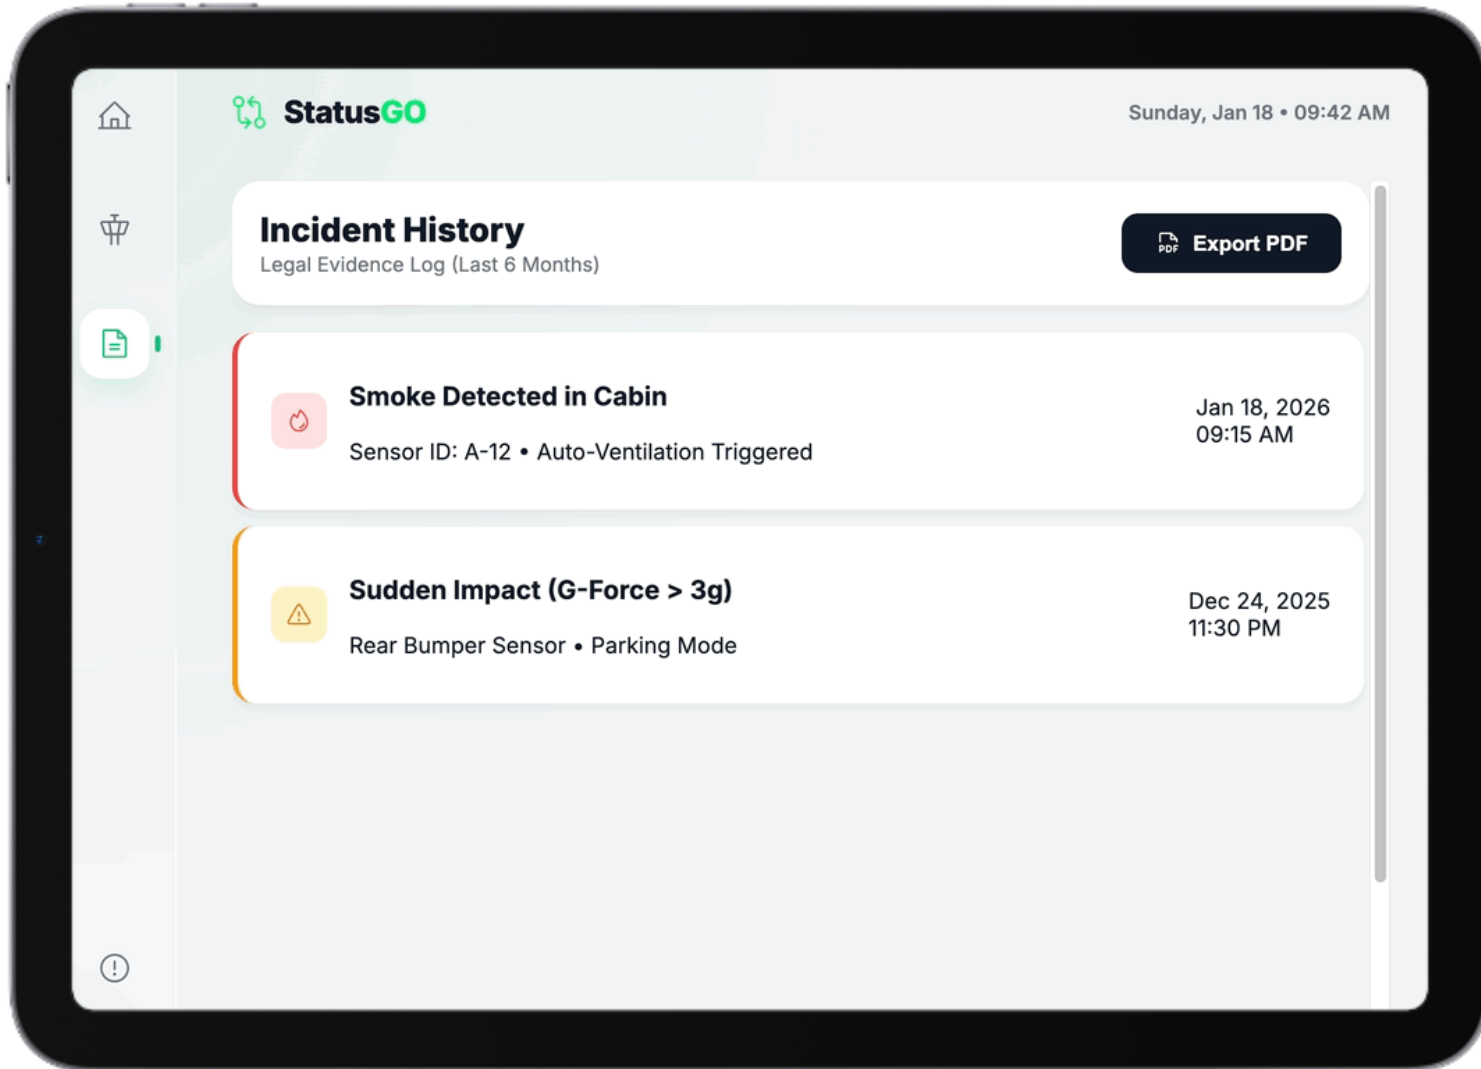 StatusGO
Sunday, Jan 18 • 09:42 AM
Incident History
Legal Evidence Log (Last 6 Months)
PDF Export PDF
Smoke Detected in Cabin
Sensor ID: A-12 • Auto-Ventilation Triggered
Jan 18, 2026
09:15 AM
Sudden Impact (G-Force > 3g)
Rear Bumper Sensor • Parking Mode
Dec 24, 2025
11:30 PM